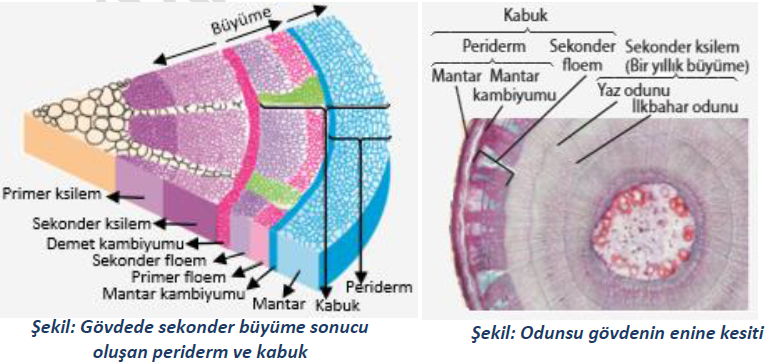 Büyüme
Primer ksilem
Sekonder ksilem
Demet kambiyumu
Sekonder floem
Primer floem
Mantar kambiyumu
Mantar
Kabuk
Periderm
Şekil: Gövdede sekonder büyüme sonucu
oluşan periderm ve kabuk
Kabuk
Periderm
Sekonder
floem
Sekonder ksilem
(Bir yıllık büyüme)
Mantar
Mantar
kambiyumu
Yaz odunu
İlkbahar odunu
Şekil: Odunsu gövdenin enine kesiti